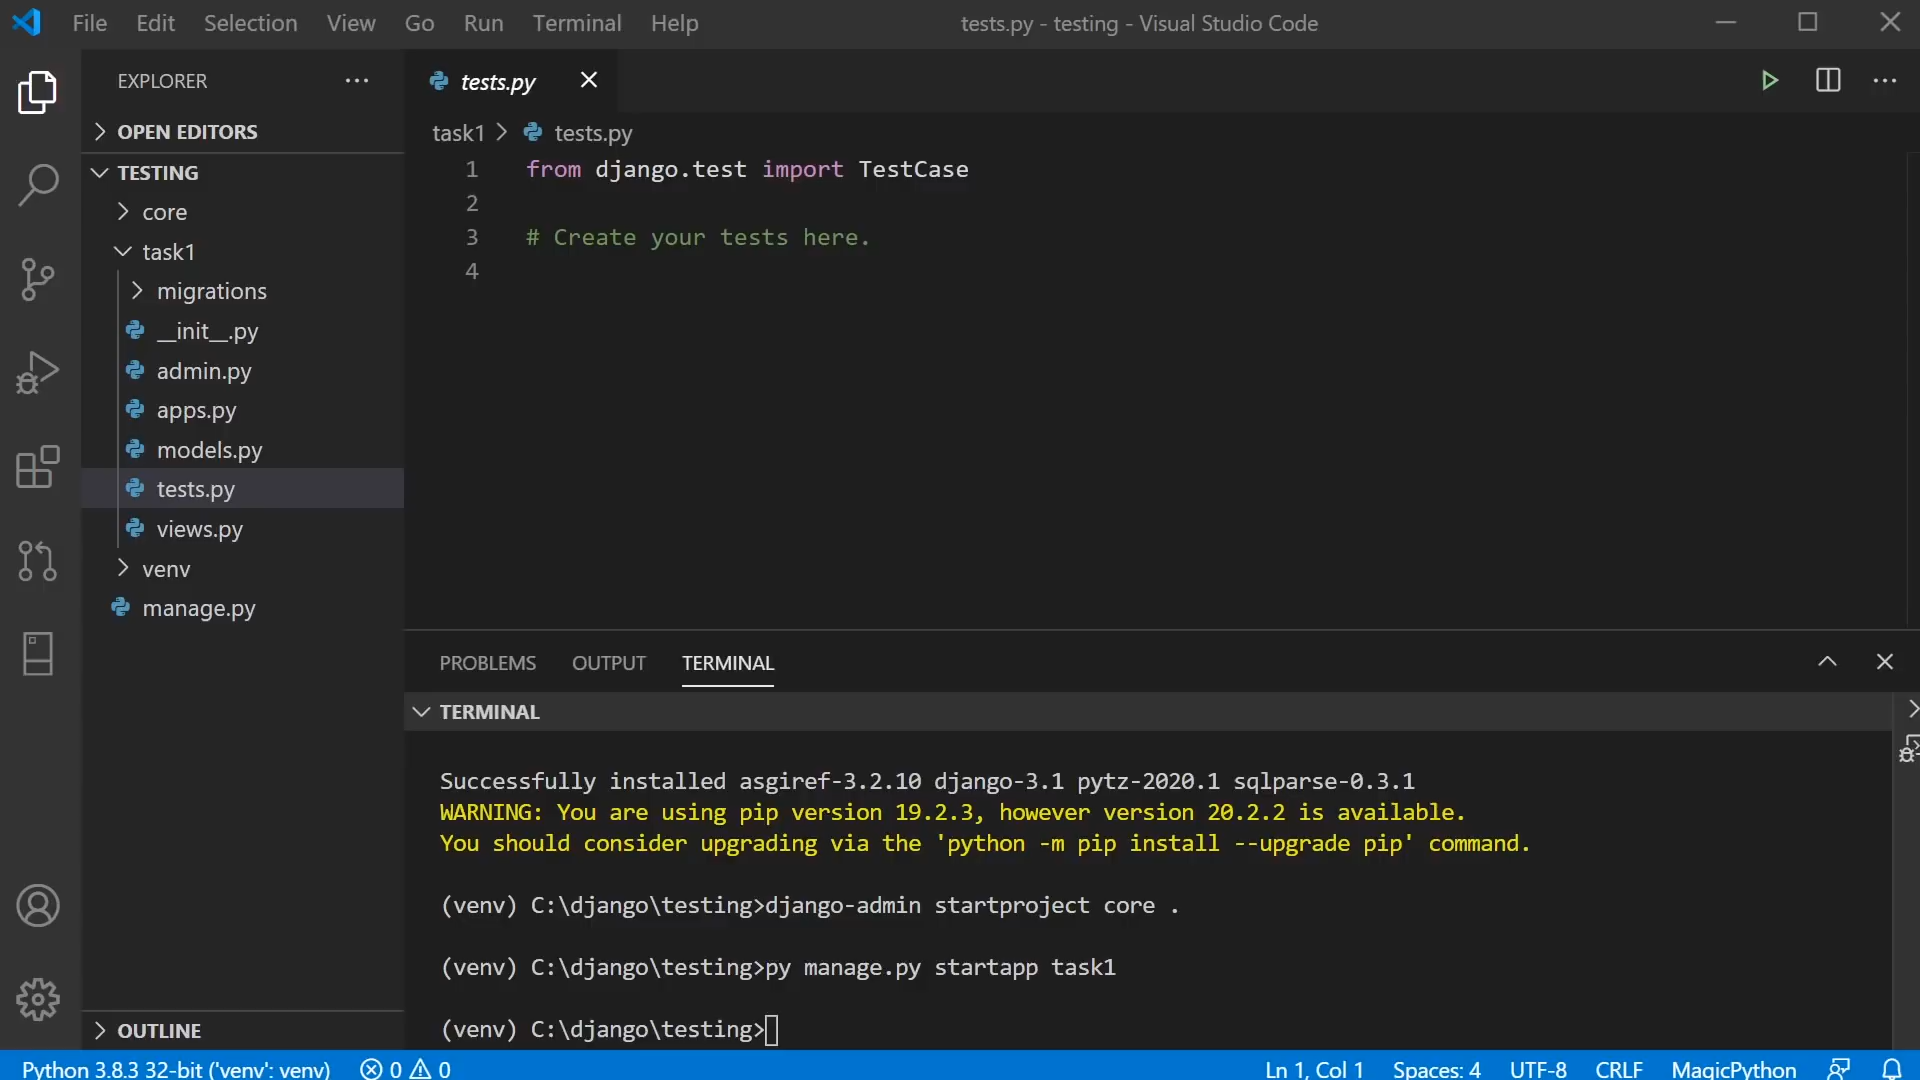 File Edit Selection View Go Run Terminal Help
tests.py - testing - Visual Studio Code
EXPLORER
OPEN EDITORS
TESTING
core
task1
migrations
__init__.py
admin.py
apps.py
models.py
tests.py
views.py
venv
manage.py
OUTLINE
tests.py
task1 > tests.py
1 from django.test import TestCase
2
3 # Create your tests here.
4
PROBLEMS OUTPUT TERMINAL
TERMINAL
Successfully installed asgiref-3.2.10 django-3.1 pytz-2020.1 sqlparse-0.3.1
WARNING: You are using pip version 19.2.3, however version 20.2.2 is available.
You should consider upgrading via the 'python -m pip install --upgrade pip' command.
(venv) C:\django\testing>django-admin startproject core .
(venv) C:\django\testing>py manage.py startapp task1
(venv) C:\django\testing>
Python 3.8.3 32-bit ('venv': venv) 0 0 Ln 1, Col 1 Spaces: 4 UTF-8 CRLF MagicPython